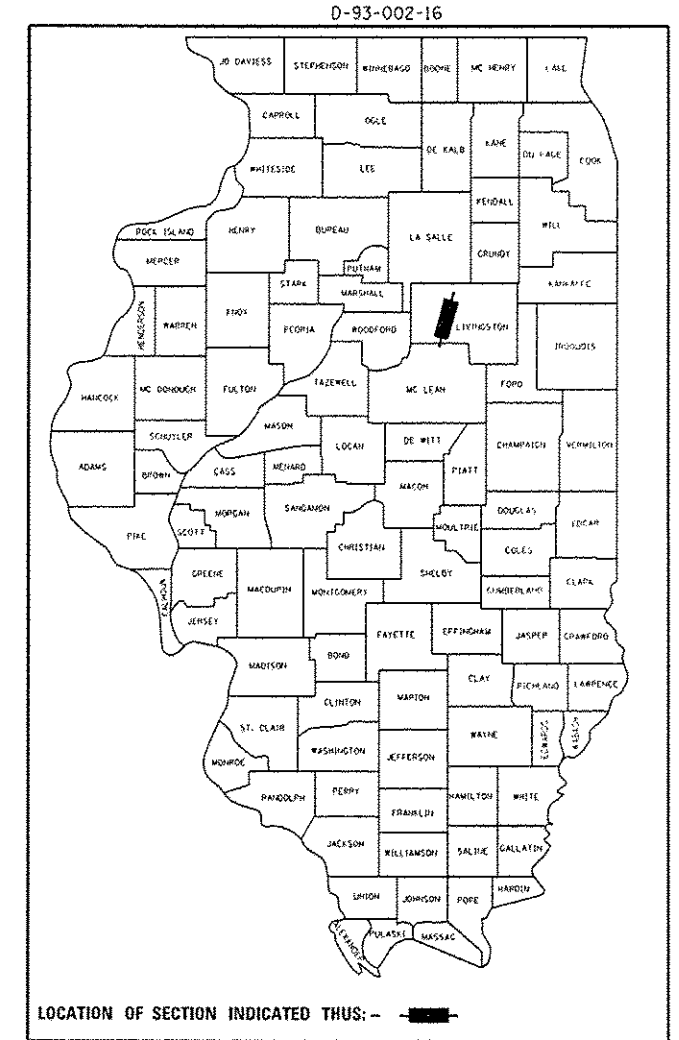 D-93-002-16
JO DAVIESS STEPHENSON WINNEBAGO BOONE MC HENRY LAKE
CARROLL OGLE
DE KALB KANE DU PAGE COOK
WHITESIDE LEE
KENDALL
ROCK ISLAND HENRY BUREAU LA SALLE WILL
MERCER PUTNAM GRUNDY
STARK MARSHALL KANKAKEE
HENDERSON WARREN KNOX PEORIA WOODFORD LIVINGSTON
IROQUOIS
HANCOCK MC DONOUGH FULTON TAZEWELL MC LEAN FORD
MASON
SCHUYLER LOGAN DE WITT CHAMPAIGN VERMILION
ADAMS BROWN CASS MENARD PIATT
MACON
MORGAN SANGAMON DOUGLAS EDGAR
PIKE SCOTT MOULTRIE
CHRISTIAN COLES
GREENE SHELBY
CALHOUN MACOUPIN MONTGOMERY CUMBERLAND CLARK
JERSEY
FAYETTE EFFINGHAM JASPER CRAWFORD
BOND
MADISON CLAY
CLINTON MARION RICHLAND LAWRENCE
ST. CLAIR WAYNE EDWARDS WABASH
WASHINGTON JEFFERSON
MONROE
RANDOLPH PERRY HAMILTON WHITE
FRANKLIN
JACKSON WILLIAMSON SALINE GALLATIN
UNION JOHNSON POPE HARDIN
ALEXANDER PULASKI MASSAC
LOCATION OF SECTION INDICATED THUS: -